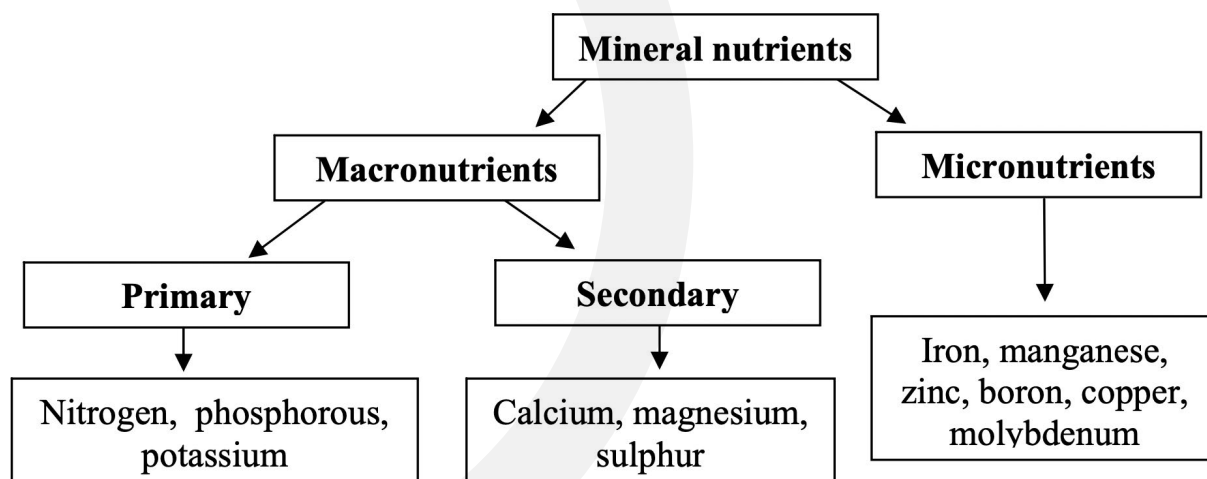 Mineral nutrients
Macronutrients
Micronutrients
Primary
Secondary
Nitrogen, phosphorous,
potassium
Calcium, magnesium,
sulphur
Iron, manganese,
zinc, boron, copper,
molybdenum